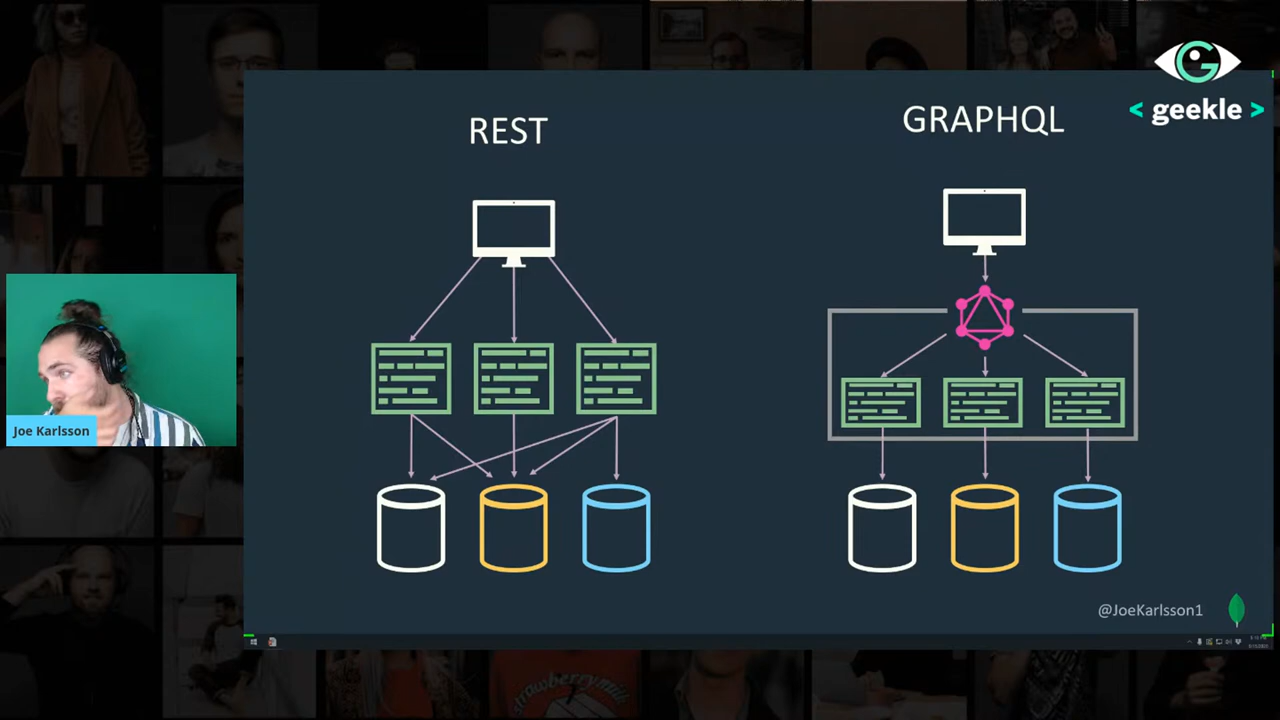 REST
GRAPHQL
< geekle >
Joe Karlsson
@JoeKarlsson1